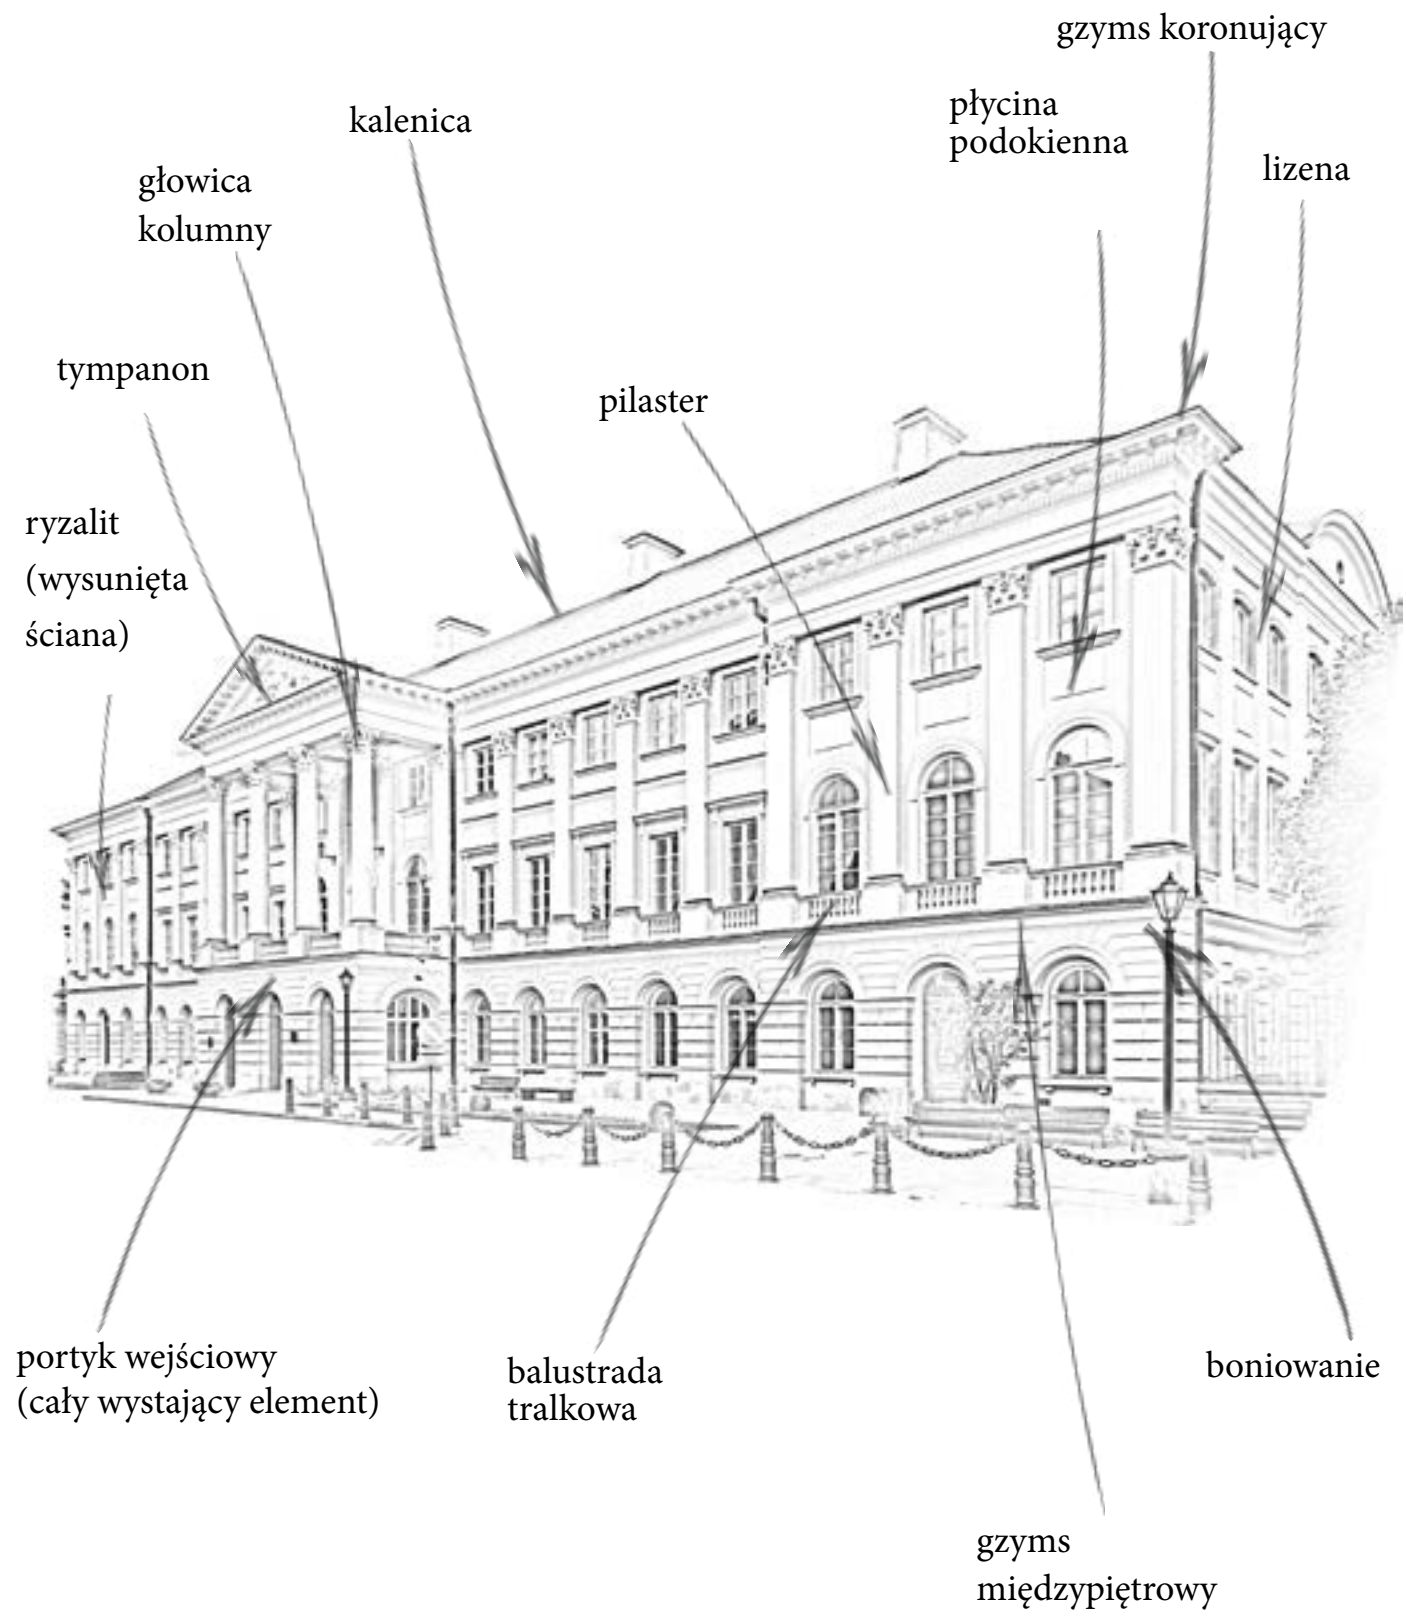 gzyms koronujący
płycina
podokienna
kalenica
lizena
głowica
kolumny
tympanon
pilaster
ryzalit
(wysunięta
ściana)
portyk wejściowy
(cały wystający element)
balustrada
tralkowa
boniowanie
gzyms
międzypiętrowy